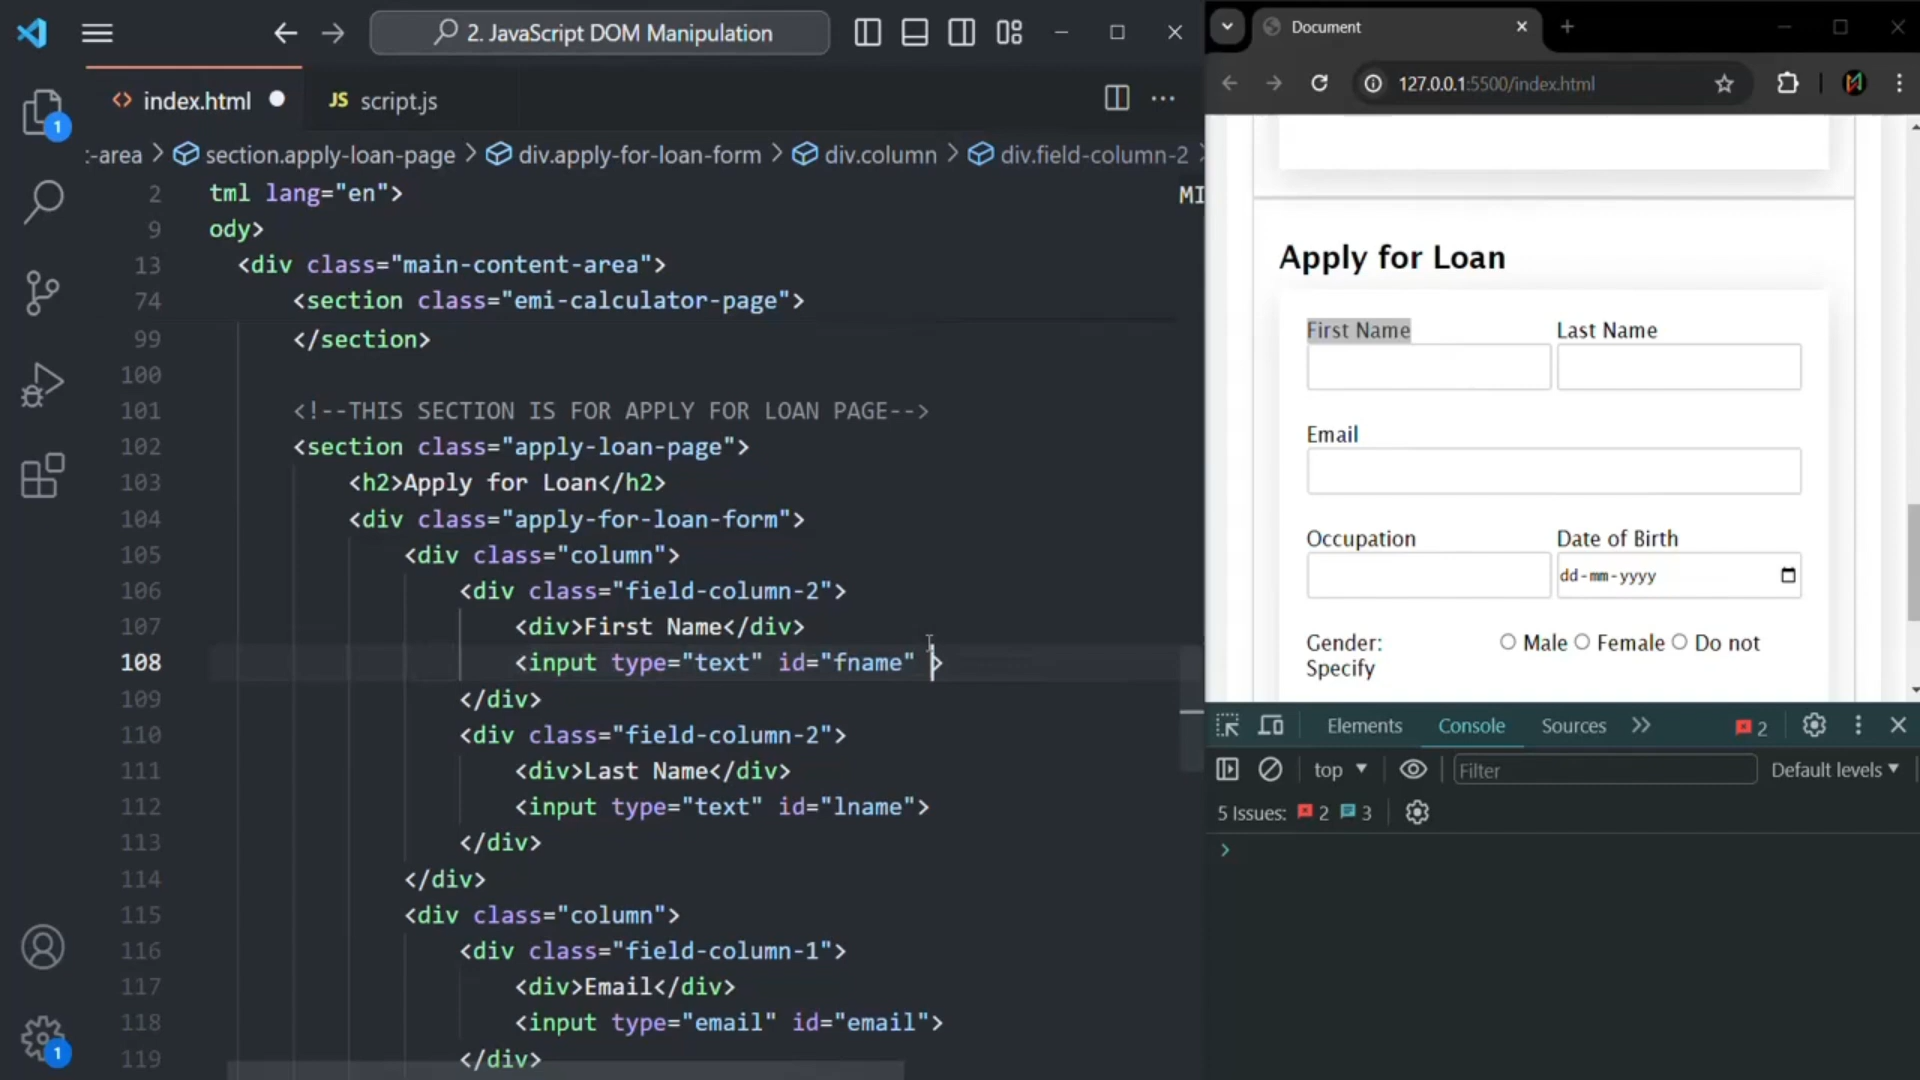 2. JavaScript DOM Manipulation
index.html
JS script.js
:-area > section.apply-loan-page > div.apply-for-loan-form > div.column > div.field-column-2 >
2 tml lang="en">
9 ody>
13 <div class="main-content-area">
74 <section class="emi-calculator-page">
99 </section>
100
101 <!--THIS SECTION IS FOR APPLY FOR LOAN PAGE-->
102 <section class="apply-loan-page">
103 <h2>Apply for Loan</h2>
104 <div class="apply-for-loan-form">
105 <div class="column">
106 <div class="field-column-2">
107 <div>First Name</div>
108 <input type="text" id="fname" >
109 </div>
110 <div class="field-column-2">
111 <div>Last Name</div>
112 <input type="text" id="lname">
113 </div>
114 </div>
115 <div class="column">
116 <div class="field-column-1">
117 <div>Email</div>
118 <input type="email" id="email">
119 </div>
MI
1
1
Document
127.0.0.1:5500/index.html
Apply for Loan
First Name Last Name
Email
Occupation Date of Birth
dd-mm-yyyy
Gender: Male Female Do not
Specify
Elements Console Sources >> 2
top Filter Default levels
5 Issues: 2 3
>